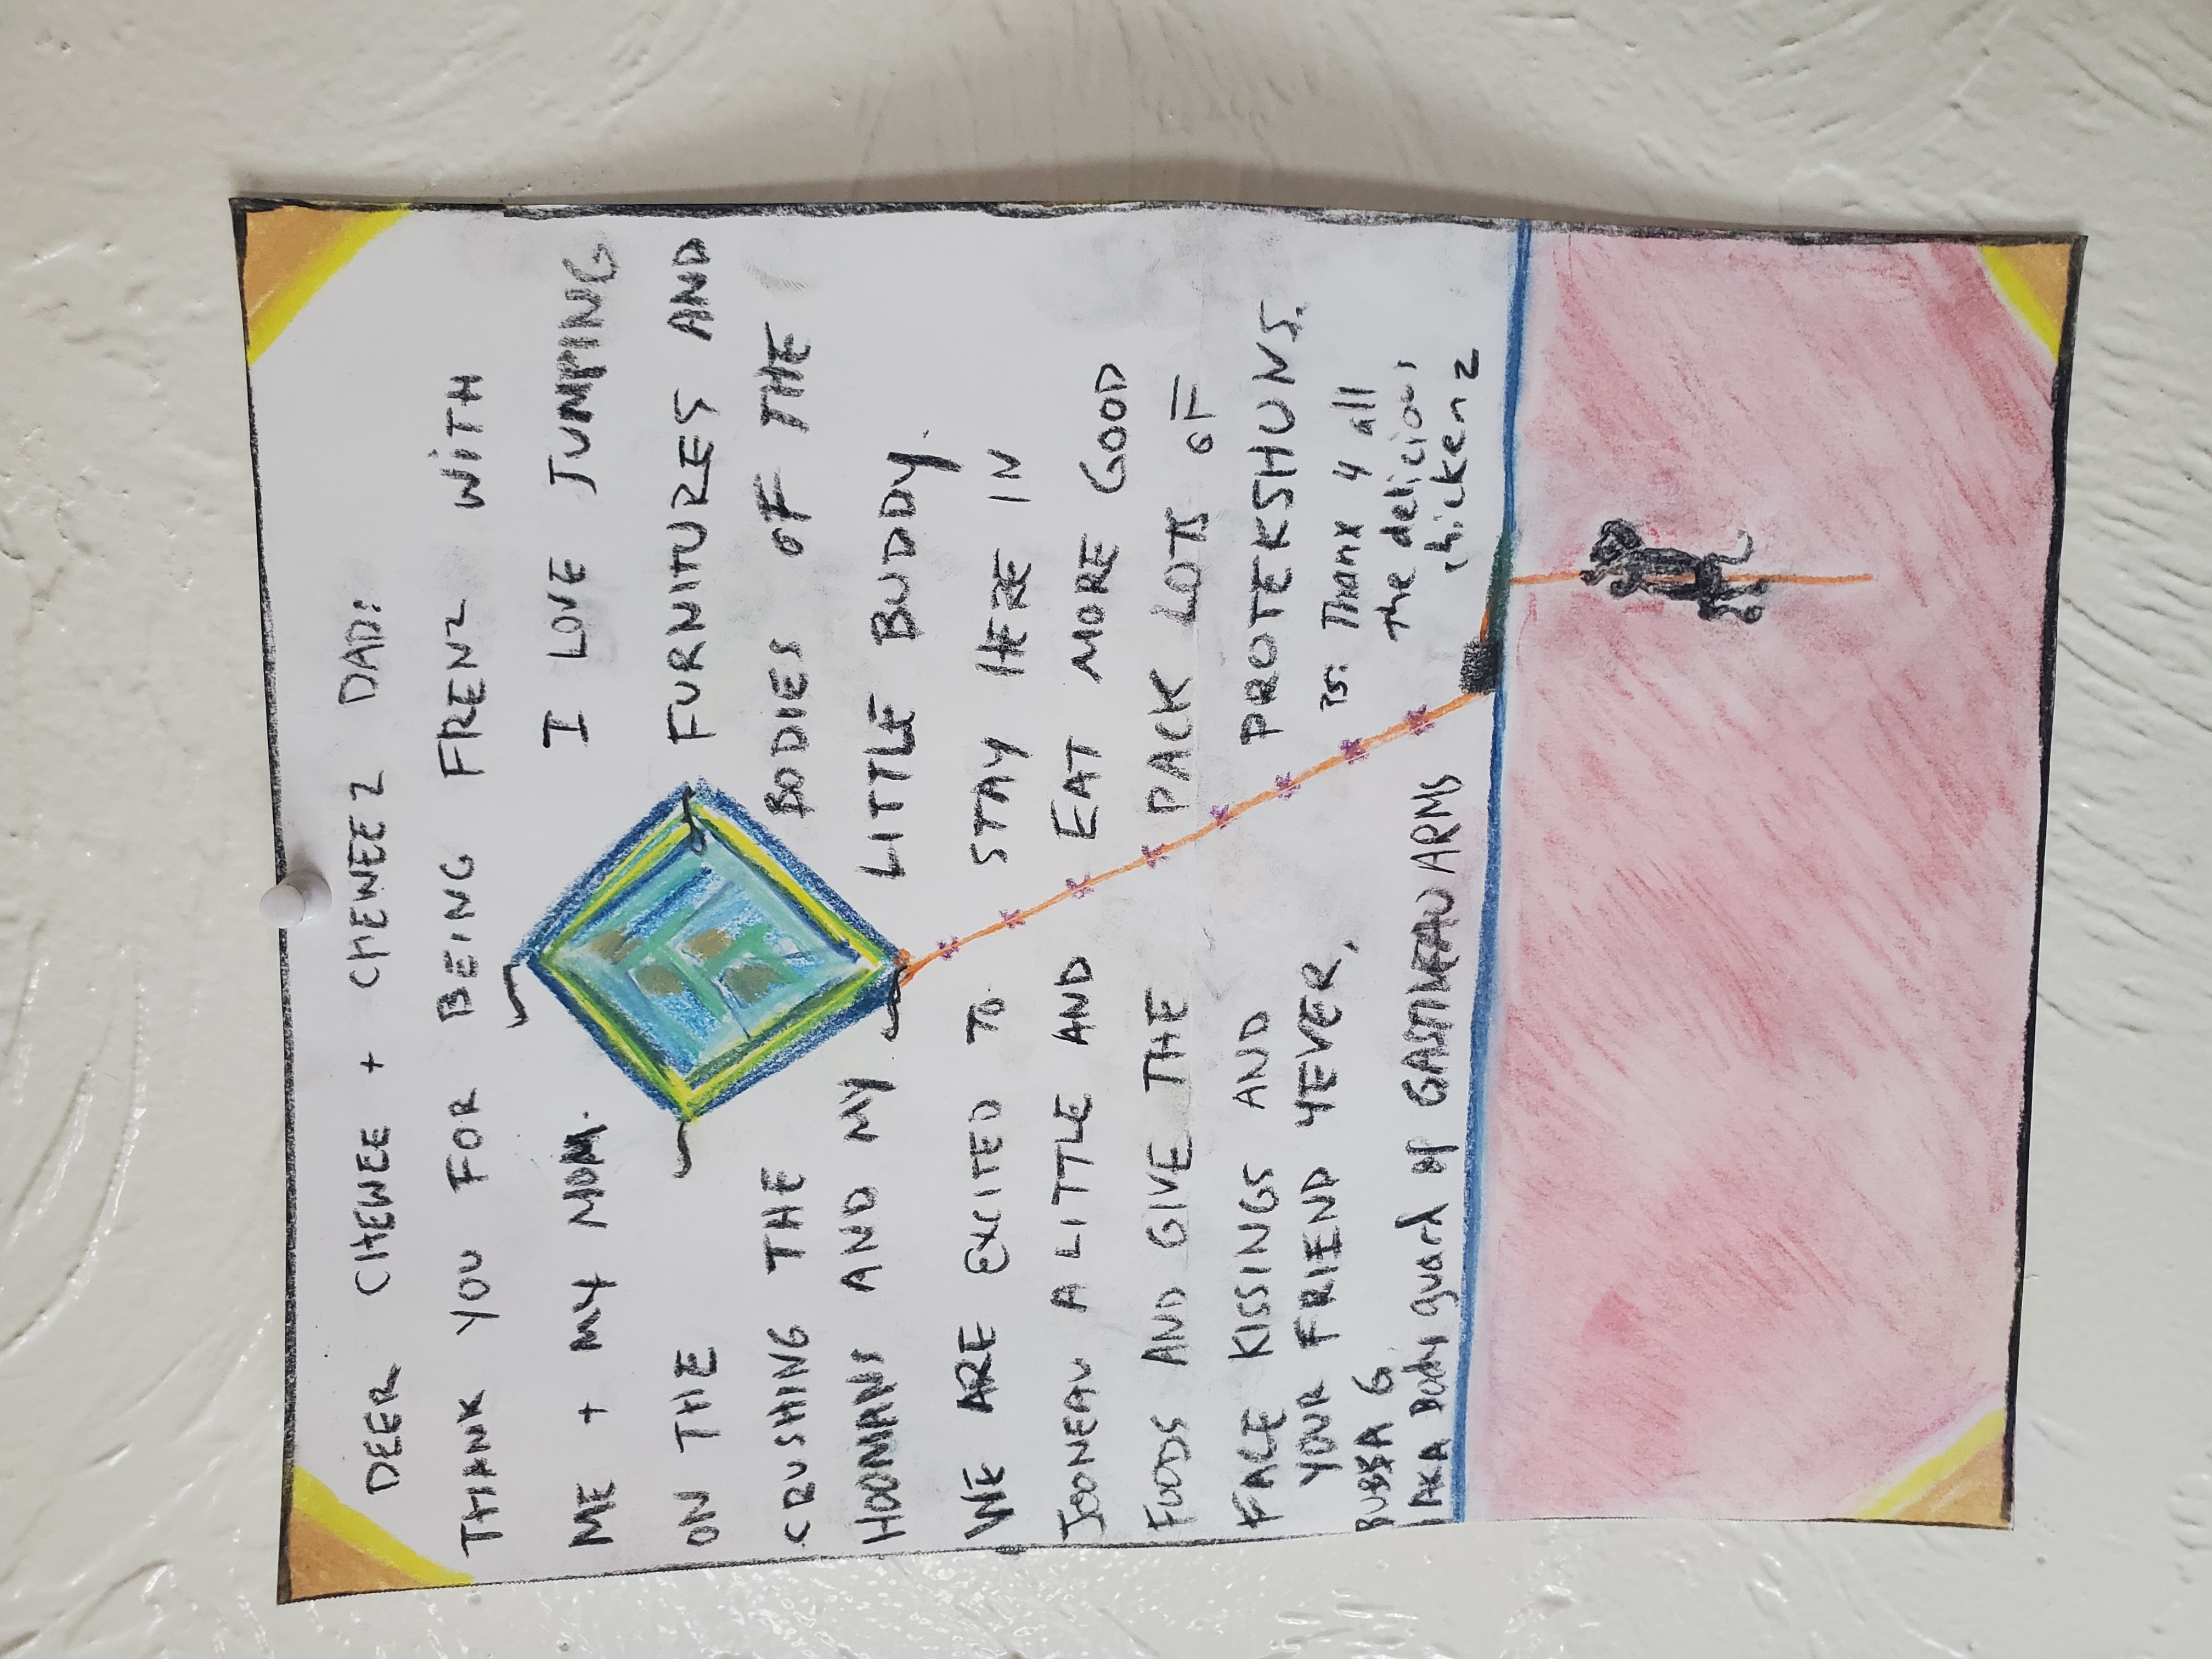 DEER CHEWEE + CHEWEEZ DAD:
THANK YOU FOR BEING FRENZ WITH
ME + MY MOM. I LOVE JUMPING
ON THE FURNITURES AND
CRUSHING THE BODIES OF THE
HOOMANS AND MY LITTLE BUDDY.
WE ARE EXCITED TO STAY HERE IN
JOONEAU A LITTLE AND EAT MORE GOOD
FOODS AND GIVE THE PACK LOTS OF
FACE KISSINGS AND PROTEKSHUNS.
YOUR FRIEND 4EVER,
BUBBA G
AKA Body guard of GASTINEAU ARMS
PS: Thanx 4 all
the delicious
chickenz